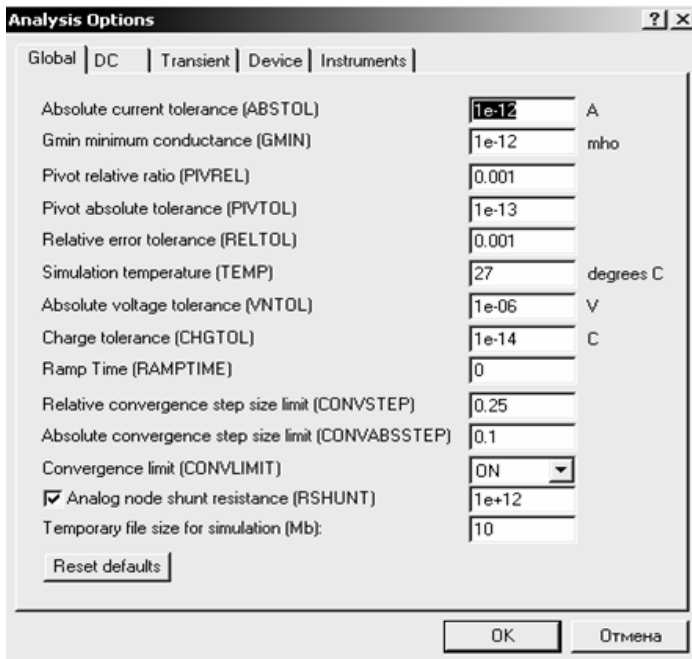 Analysis Options
Global DC Transient Device Instruments
Absolute current tolerance (ABSTOL) 1e-12 A
Gmin minimum conductance (GMIN) 1e-12 mho
Pivot relative ratio (PIVREL) 0.001
Pivot absolute tolerance (PIVTOL) 1e-13
Relative error tolerance (RELTOL) 0.001
Simulation temperature (TEMP) 27 degrees C
Absolute voltage tolerance (VNTOL) 1e-06 V
Charge tolerance (CHGTOL) 1e-14 C
Ramp Time (RAMPTIME) 0
Relative convergence step size limit (CONVSTEP) 0.25
Absolute convergence step size limit (CONVABSSTEP) 0.1
Convergence limit (CONVLIMIT) ON
Analog node shunt resistance (RSHUNT) 1e+12
Temporary file size for simulation (Mb): 10
Reset defaults
OK Отмена